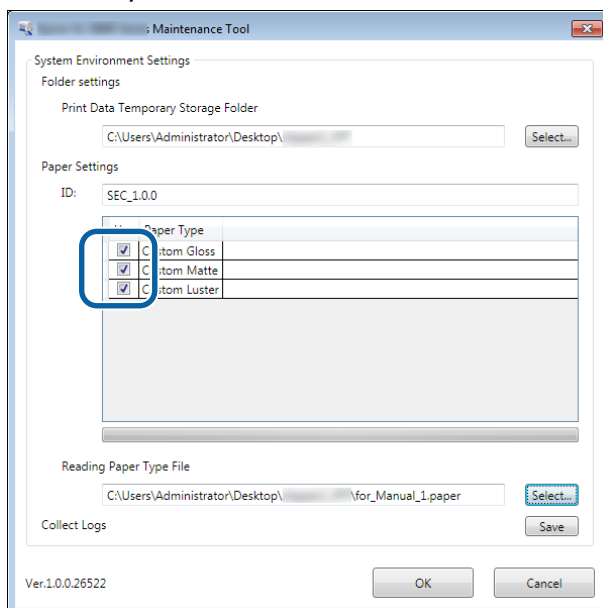 Maintenance Tool
System Environment Settings
Folder settings
Print Data Temporary Storage Folder
C:\Users\Administrator\Desktop\
Select...
Paper Settings
ID:
SEC_1.0.0
Paper Type
Custom Gloss
Custom Matte
Custom Luster
Reading Paper Type File
C:\Users\Administrator\Desktop\ \for_Manual_1.paper
Select...
Collect Logs
Save
Ver.1.0.0.26522
OK
Cancel